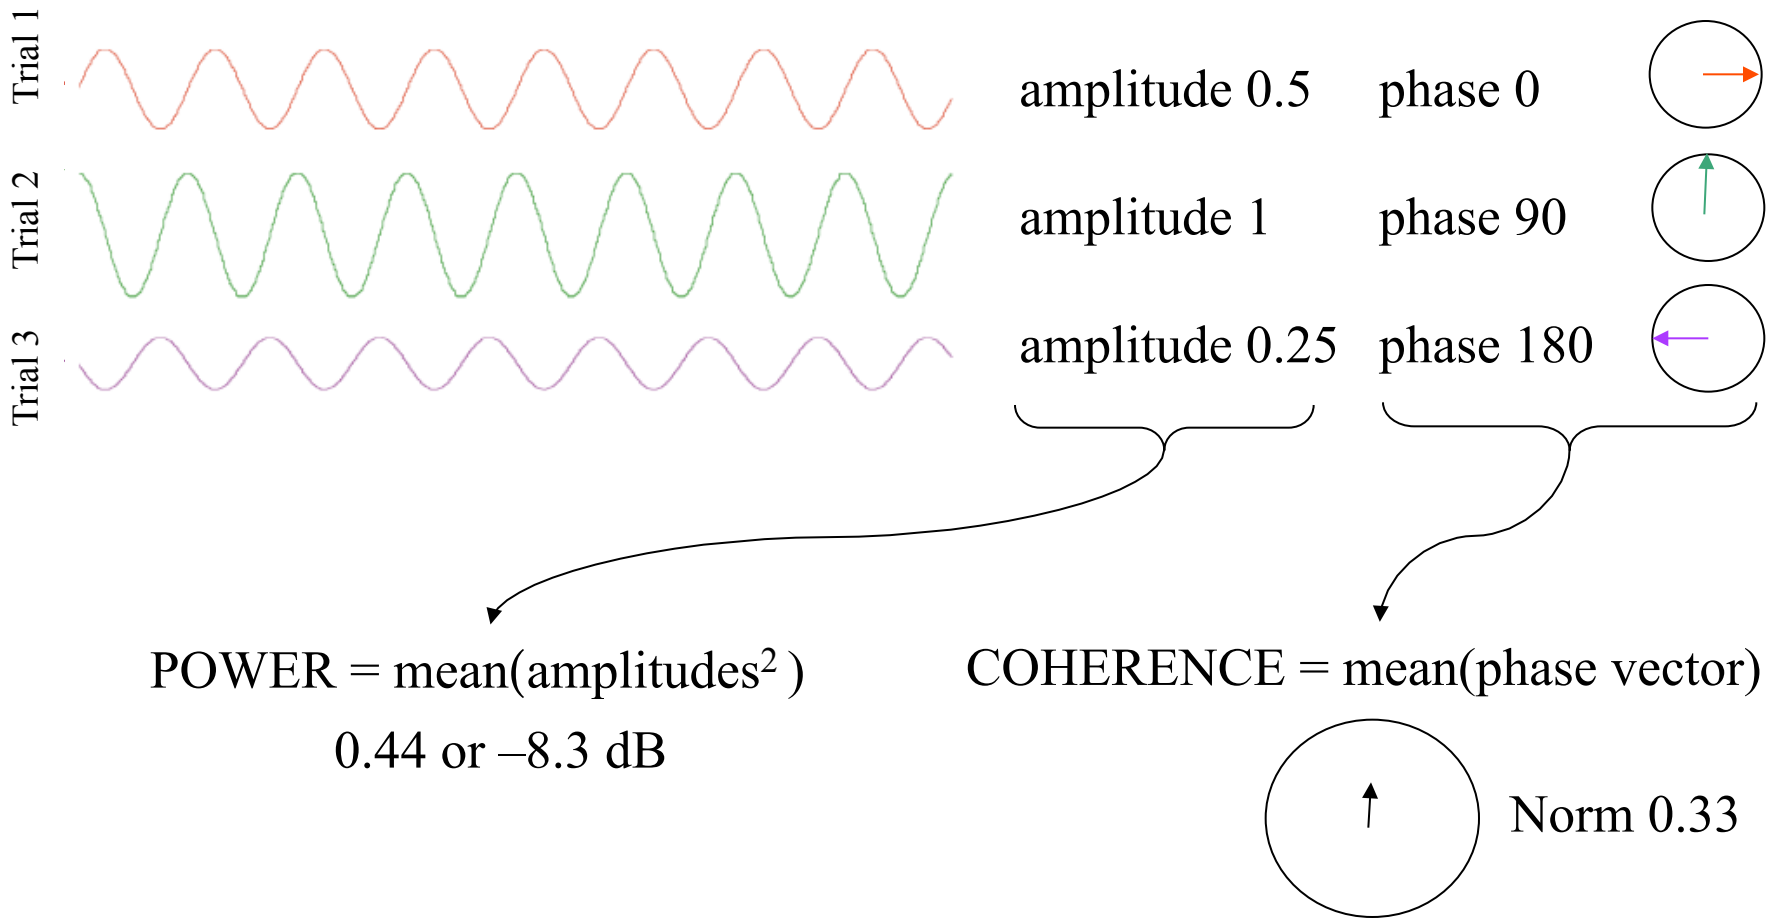 Trial 1
amplitude 0.5 phase 0
Trial 2
amplitude 1 phase 90
Trial 3
amplitude 0.25 phase 180
POWER = mean(amplitudes² )
0.44 or –8.3 dB
COHERENCE = mean(phase vector)
Norm 0.33